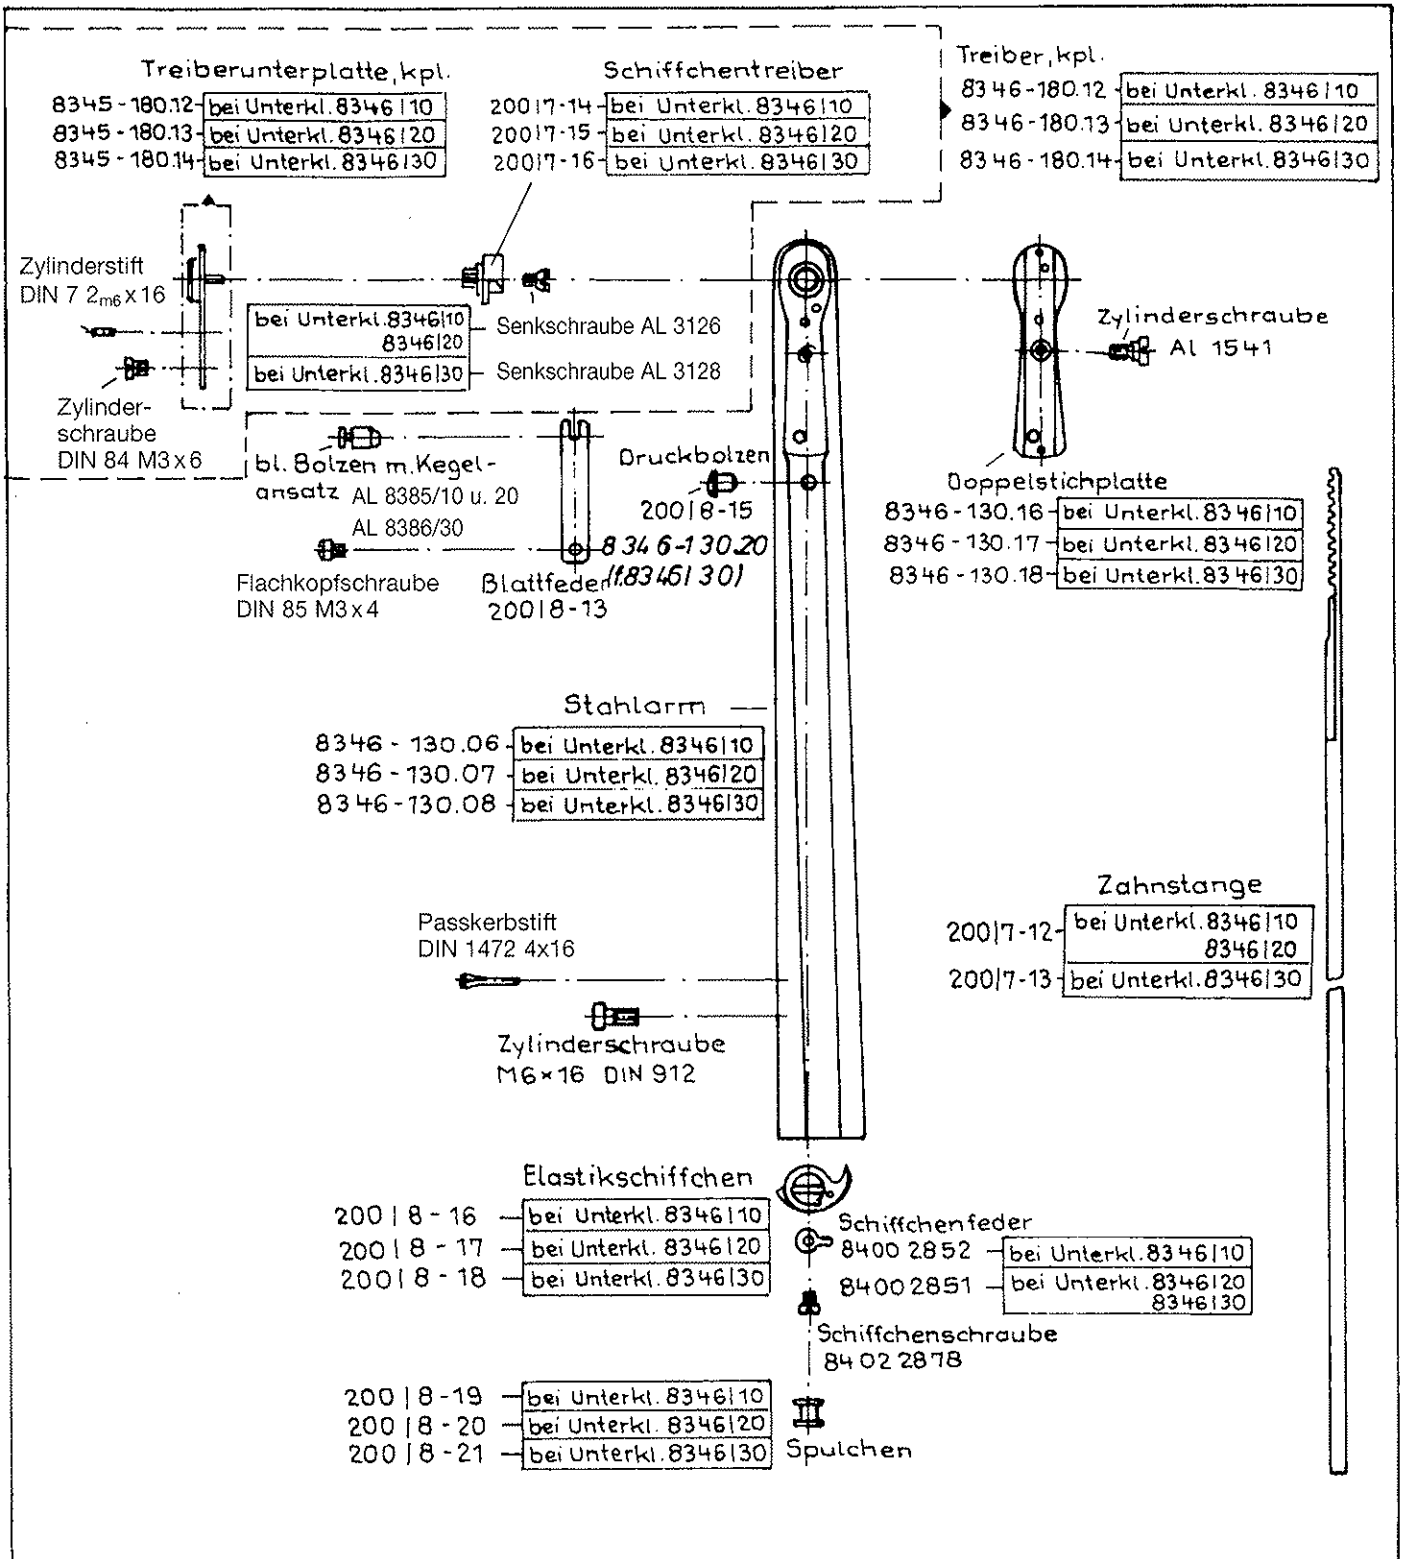 Treiberunterplatte, kpl.
8345-180.12 bei Unterkl. 8346|10
8345-180.13 bei Unterkl. 8346|20
8345-180.14 bei Unterkl. 8346|30
Schiffchentreiber
200|7-14 bei Unterkl. 8346|10
200|7-15 bei Unterkl. 8346|20
200|7-16 bei Unterkl. 8346|30
Treiber, kpl.
8346-180.12 bei Unterkl. 8346|10
8346-180.13 bei Unterkl. 8346|20
8346-180.14 bei Unterkl. 8346|30
Zylinderstift
DIN 7 2m6x16
bei Unterkl. 8346|10
8346|20
Senkschraube AL 3126
bei Unterkl. 8346|30
Senkschraube AL 3128
Zylinderschraube
Al 1541
Zylinder-
schraube
DIN 84 M3x6
bl. Bolzen m. Kegel-
ansatz AL 8385/10 u. 20
AL 8386/30
Druckbolzen
200|8-15
8346-130.20
(f.8346|30)
Flachkopfschraube
DIN 85 M3x4
Blattfeder
200|8-13
Doppelstichplatte
8346-130.16 bei Unterkl. 8346|10
8346-130.17 bei Unterkl. 8346|20
8346-130.18 bei Unterkl. 8346|30
Stahlarm
8346-130.06 bei Unterkl. 8346|10
8346-130.07 bei Unterkl. 8346|20
8346-130.08 bei Unterkl. 8346|30
Zahnstange
200|7-12 bei Unterkl. 8346|10
8346|20
200|7-13 bei Unterkl. 8346|30
Passkerbstift
DIN 1472 4x16
Zylinderschraube
M6x16 DIN 912
Elastikschiffchen
200|8-16 bei Unterkl. 8346|10
200|8-17 bei Unterkl. 8346|20
200|8-18 bei Unterkl. 8346|30
Schiffchenfeder
8400 2852 bei Unterkl. 8346|10
8400 2851 bei Unterkl. 8346|20
8346|30
Schiffchenschraube
84 02 2878
200|8-19 bei Unterkl. 8346|10
200|8-20 bei Unterkl. 8346|20
200|8-21 bei Unterkl. 8346|30
Spulchen